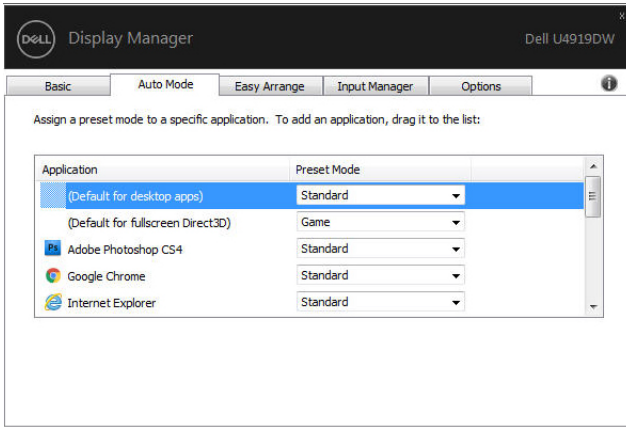 DELL Display Manager Dell U4919DW
x
Basic Auto Mode Easy Arrange Input Manager Options i
Assign a preset mode to a specific application. To add an application, drag it to the list:
Application Preset Mode
(Default for desktop apps) Standard
(Default for fullscreen Direct3D) Game
Ps Adobe Photoshop CS4 Standard
Google Chrome Standard
Internet Explorer Standard